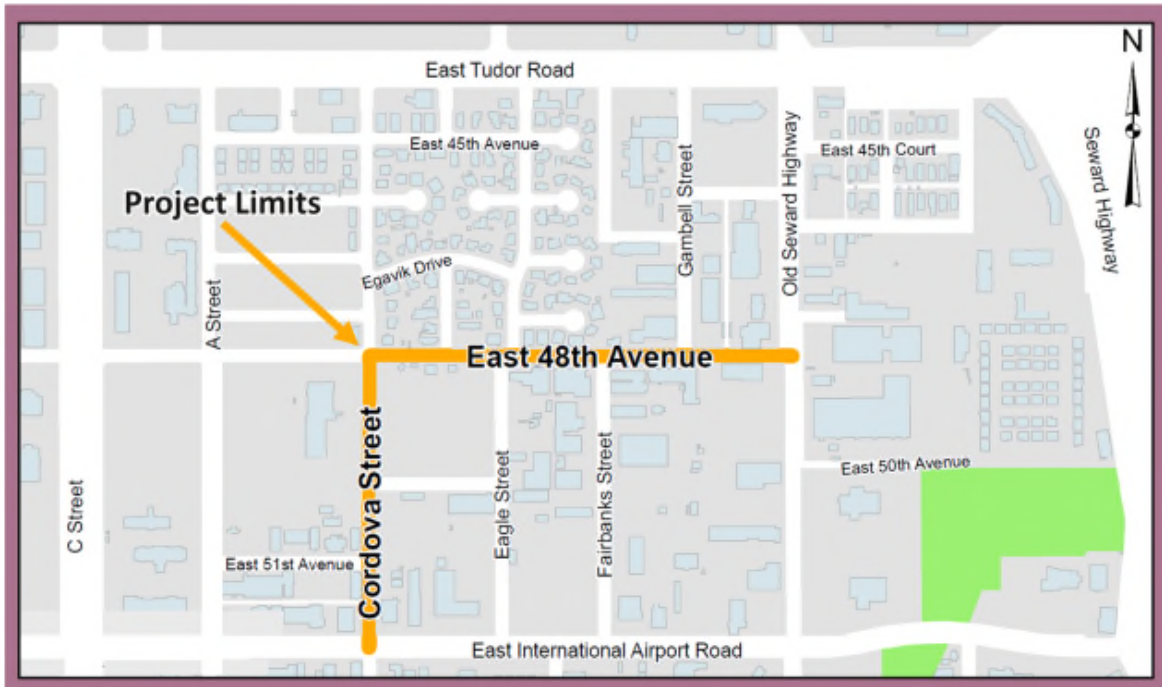 N
East Tudor Road
East 45th Avenue
East 45th Court
Seward Highway
Gambell Street
Old Seward Highway
Project Limits
Egavik Drive
A Street
East 48th Avenue
Cordova Street
East 50th Avenue
Eagle Street
Fairbanks Street
C Street
East 51st Avenue
East International Airport Road